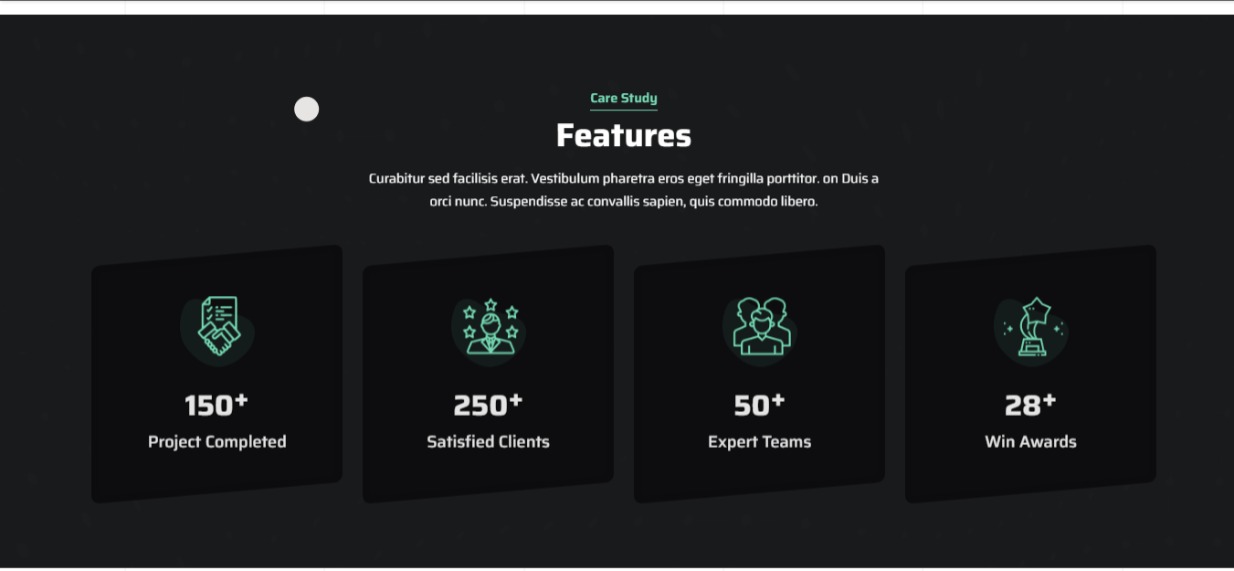 Care Study
Features
Curabitur sed facilisis erat. Vestibulum pharetra eros eget fringilla porttitor. on Duis a
orci nunc. Suspendisse ac convallis sapien, quis commodo libero.
150+
Project Completed
250+
Satisfied Clients
50+
Expert Teams
28+
Win Awards